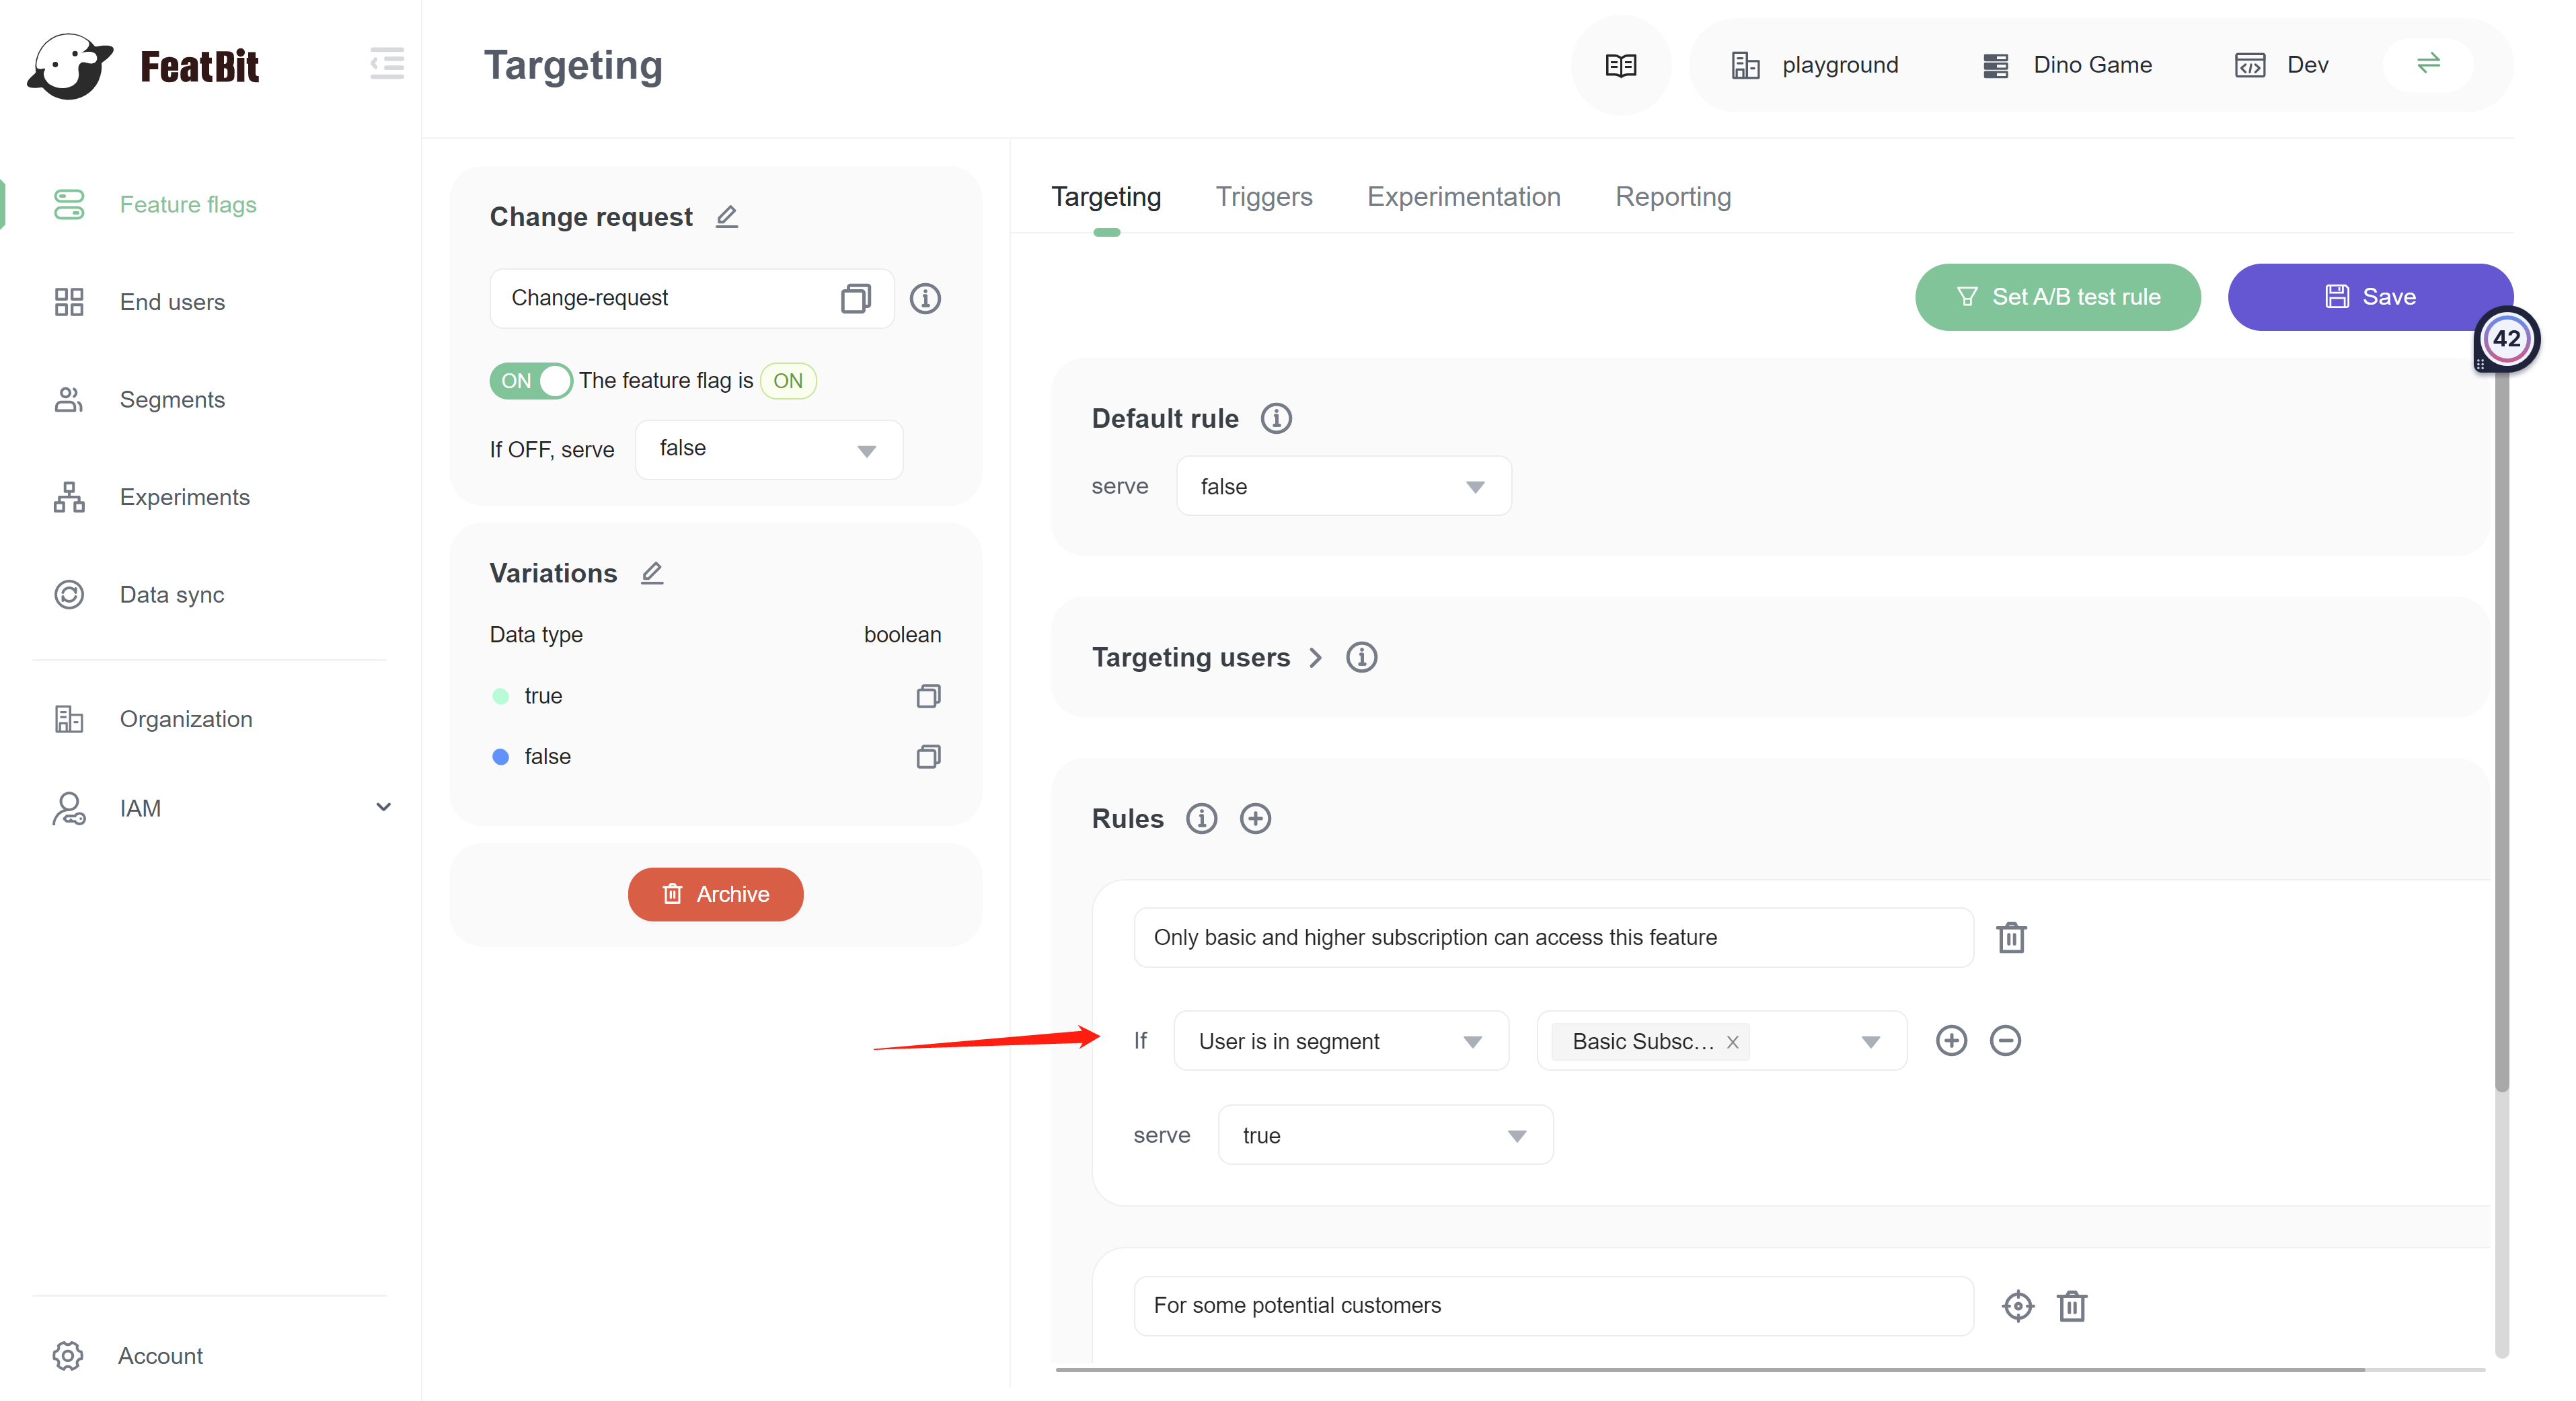 FeatBit
Feature flags
End users
Segments
Experiments
Data sync
Organization
IAM
Account
Targeting
playground
Dino Game
Dev
Change request
Change-request
ON The feature flag is ON
If OFF, serve false
Variations
Data type boolean
true
false
Archive
Targeting Triggers Experimentation Reporting
Set A/B test rule
Save
42
Default rule
serve false
Targeting users
Rules
Only basic and higher subscription can access this feature
If User is in segment Basic Subsc...
serve true
For some potential customers